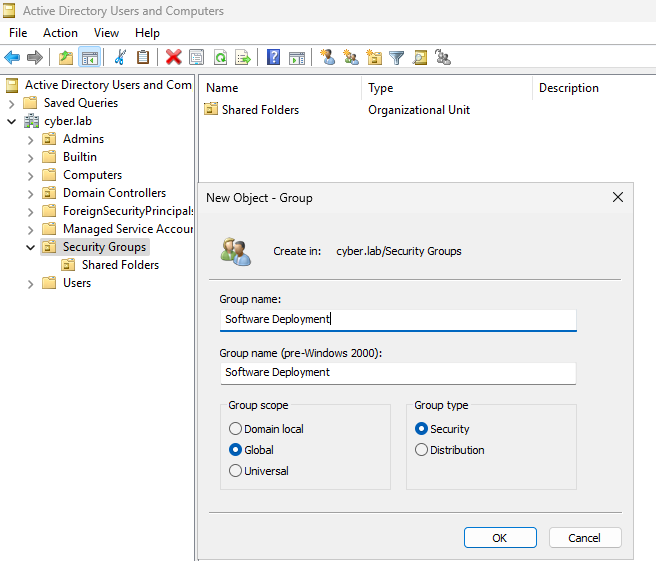 Active Directory Users and Computers
File Action View Help
Active Directory Users and Com
Saved Queries
cyber.lab
Admins
Builtin
Computers
Domain Controllers
ForeignSecurityPrincipals
Managed Service Accour
Security Groups
Shared Folders
Users
Name Type Description
Shared Folders Organizational Unit
New Object - Group
Create in: cyber.lab/Security Groups
Group name:
Software Deployment
Group name (pre-Windows 2000):
Software Deployment
Group scope
Domain local
Global
Universal
Group type
Security
Distribution
OK Cancel